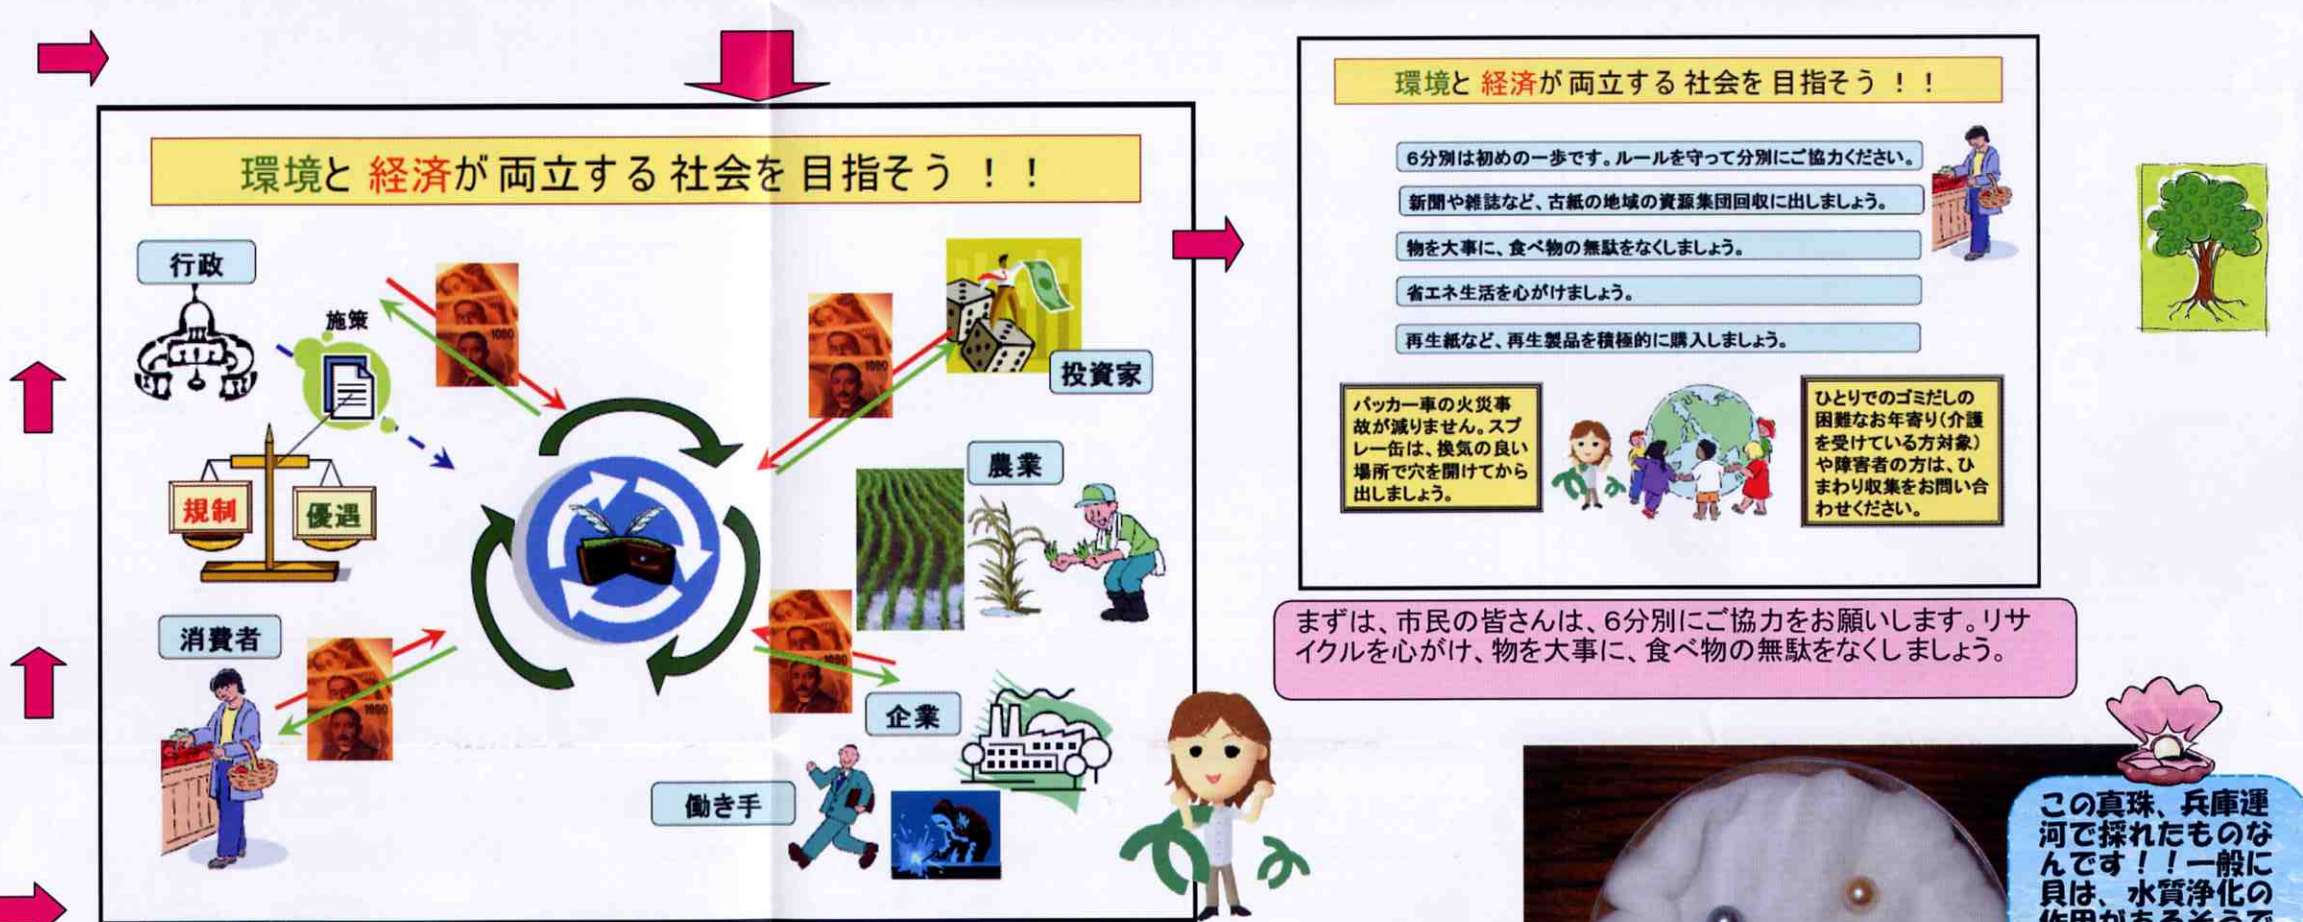 環境と経済が両立する社会を目指そう！！
行政
施策
規制
優遇
消費者
投資家
農業
企業
働き手
1000
1000
1000
1000
環境と経済が両立する社会を目指そう！！
6分別は初めの一歩です。ルールを守って分別にご協力ください。
新聞や雑誌など、古紙の地域の資源集団回収に出しましょう。
物を大事に、食べ物の無駄をなくしましょう。
省エネ生活を心がけましょう。
再生紙など、再生製品を積極的に購入しましょう。
パッカー車の火災事
故が減りません。スプ
レー缶は、換気の良い
場所で穴を開けてから
出しましょう。
ひとりでのゴミだしの
困難なお年寄り(介護
を受けている方対象)
や障害者の方は、ひ
まわり収集をお問い合
わせください。
まずは、市民の皆さんは、6分別にご協力をお願いします。リサ
イクルを心がけ、物を大事に、食べ物の無駄をなくしましょう。
この真珠、兵庫運
河で採れたものな
んです！！一般に
貝は、水質浄化の
作用があるそうで